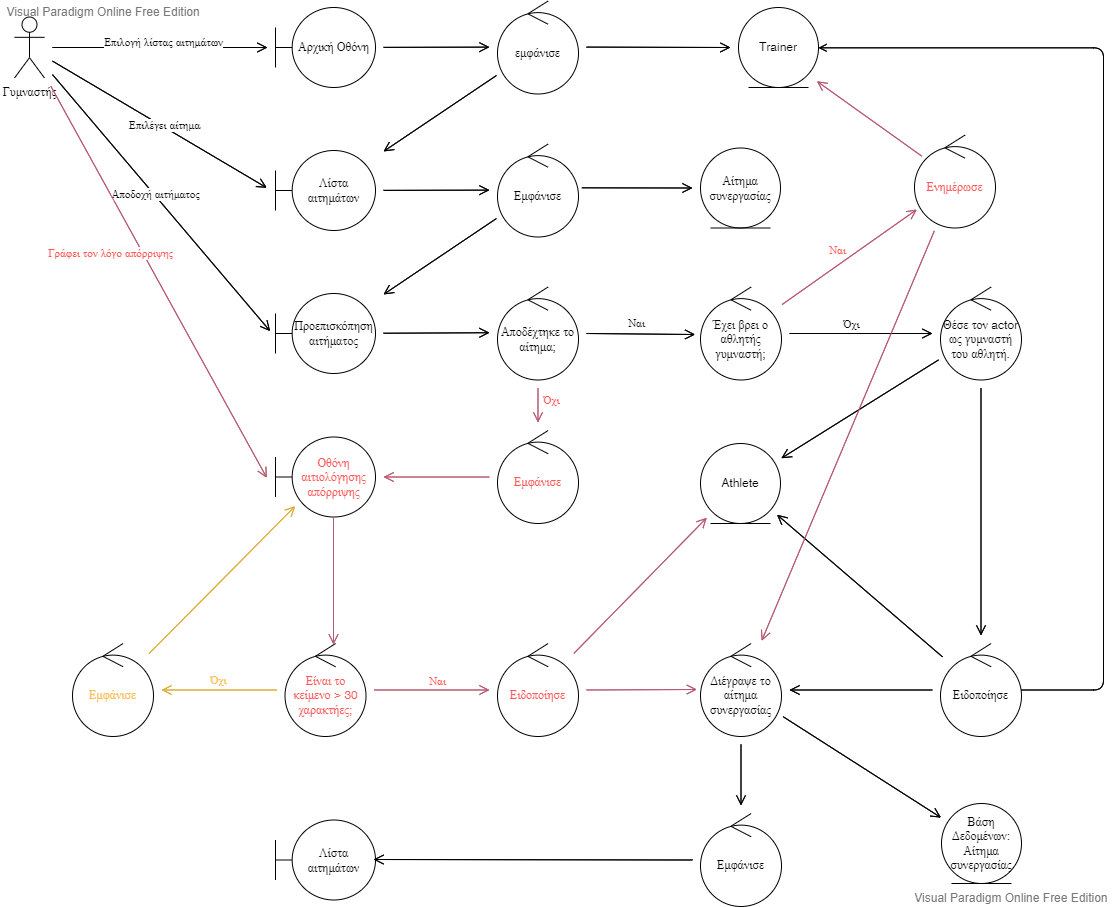 Visual Paradigm Online Free Edition
Γυμναστής
Επιλογή λίστας αιτημάτων
Αρχική Οθόνη
εμφάνισε
Trainer
Επιλέγει αίτημα
Λίστα
αιτημάτων
Εμφάνισε
Αίτημα
συνεργασίας
Ενημέρωσε
Αποδοχή αιτήματος
Γράφει τον λόγο απόρριψης
Ναι
Προεπισκόπηση
αιτήματος
Αποδέχτηκε το
αίτημα;
Ναι
Έχει βρει ο
αθλητής
γυμναστή;
Όχι
Θέσε τον actor
ως γυμναστή
του αθλητή.
Όχι
Οθόνη
αιτιολόγησης
απόρριψης
Εμφάνισε
Athlete
Εμφάνισε
Όχι
Είναι το
κείμενο > 30
χαρακτήες;
Ναι
Ειδοποίησε
Διέγραψε το
αίτημα
συνεργασίας
Ειδοποίησε
Λίστα
αιτημάτων
Εμφάνισε
Βάση
Δεδομένων:
Αίτημα
συνεργασίας
Visual Paradigm Online Free Edition